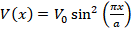 V(x) = V₀ sin² (πx/a)